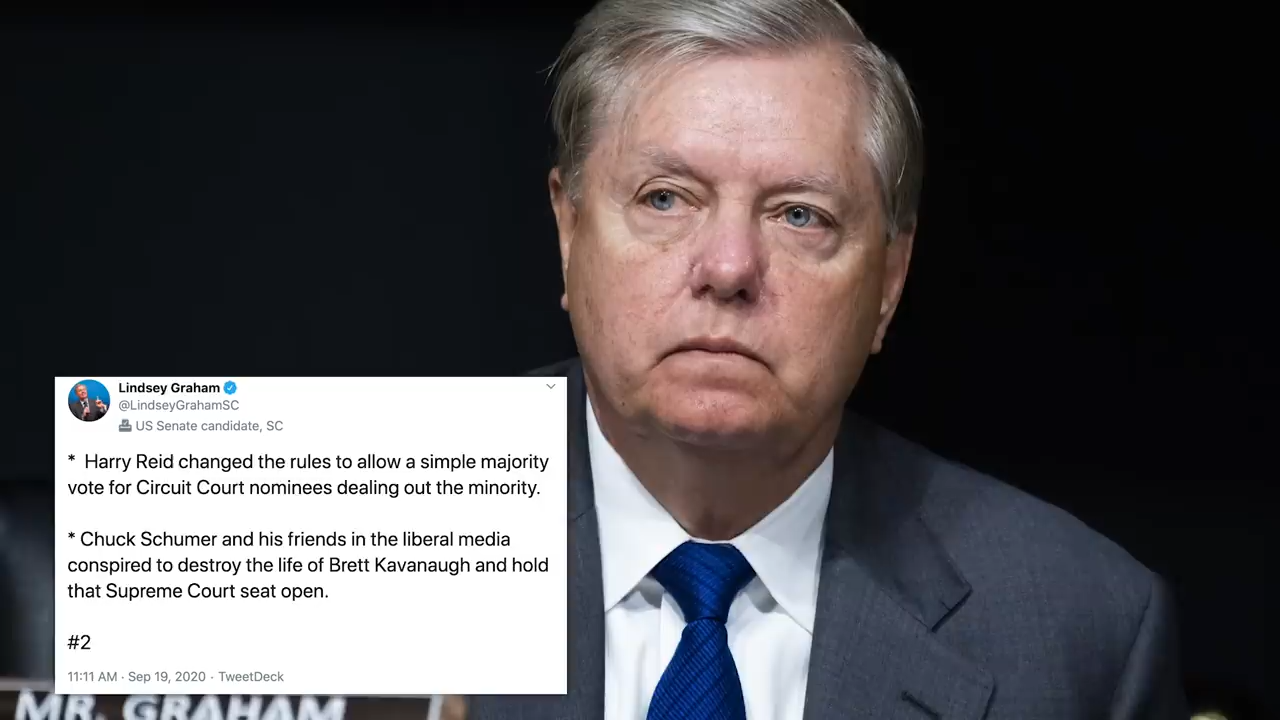 Lindsey Graham
@LindseyGrahamSC
US Senate candidate, SC
* Harry Reid changed the rules to allow a simple majority
vote for Circuit Court nominees dealing out the minority.
* Chuck Schumer and his friends in the liberal media
conspired to destroy the life of Brett Kavanaugh and hold
that Supreme Court seat open.
#2
11:11 AM · Sep 19, 2020 · TweetDeck
MR. GRAHAM